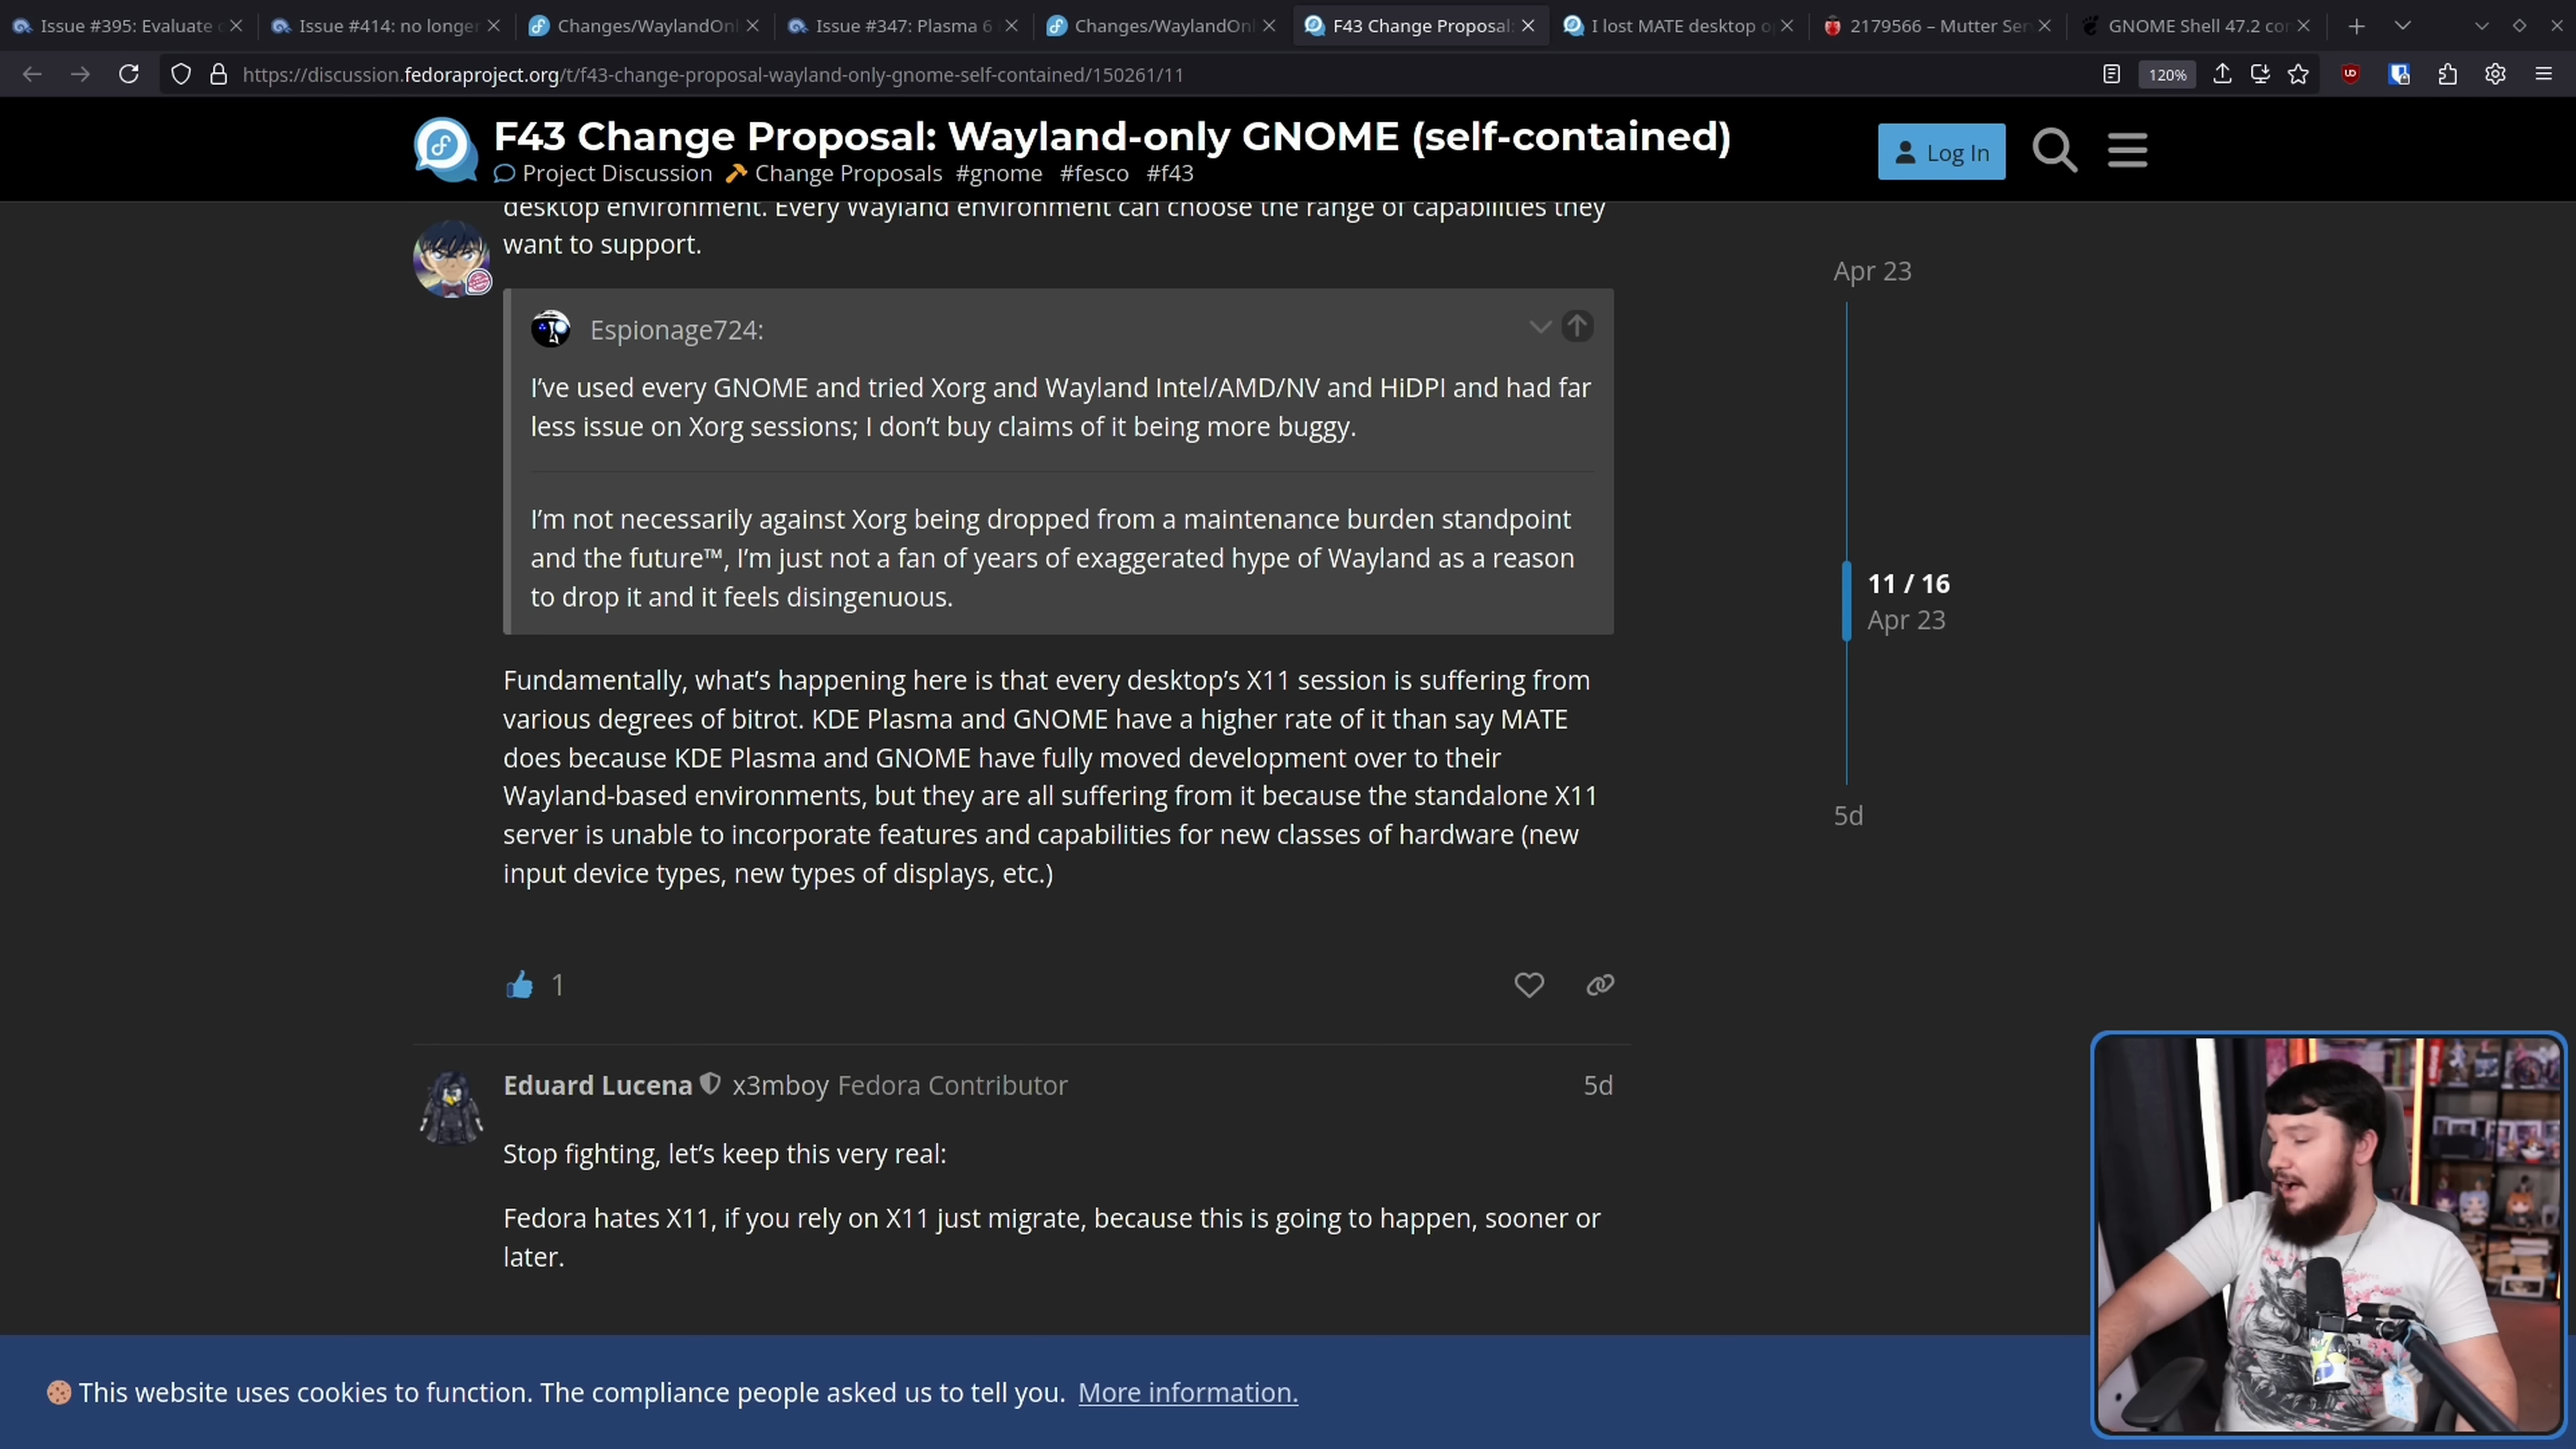 Issue #395: Evaluate
Issue #414: no longer
Changes/WaylandOnl
Issue #347: Plasma 6
Changes/WaylandOnl
F43 Change Proposal:
I lost MATE desktop
2179566 – Mutter Ser
GNOME Shell 47.2 cor
https://discussion.fedoraproject.org/t/f43-change-proposal-wayland-only-gnome-self-contained/150261/11
120%
F43 Change Proposal: Wayland-only GNOME (self-contained)
Project Discussion Change Proposals #gnome #fesco #f43
Log In
desktop environment. Every Wayland environment can choose the range of capabilities they
want to support.
Espionage724:
I’ve used every GNOME and tried Xorg and Wayland Intel/AMD/NV and HiDPI and had far
less issue on Xorg sessions; I don’t buy claims of it being more buggy.
I’m not necessarily against Xorg being dropped from a maintenance burden standpoint
and the future™, I’m just not a fan of years of exaggerated hype of Wayland as a reason
to drop it and it feels disingenuous.
Fundamentally, what’s happening here is that every desktop’s X11 session is suffering from
various degrees of bitrot. KDE Plasma and GNOME have a higher rate of it than say MATE
does because KDE Plasma and GNOME have fully moved development over to their
Wayland-based environments, but they are all suffering from it because the standalone X11
server is unable to incorporate features and capabilities for new classes of hardware (new
input device types, new types of displays, etc.)
1
Apr 23
11 / 16
Apr 23
5d
Eduard Lucena x3mboy Fedora Contributor
5d
Stop fighting, let’s keep this very real:
Fedora hates X11, if you rely on X11 just migrate, because this is going to happen, sooner or
later.
This website uses cookies to function. The compliance people asked us to tell you. More information.